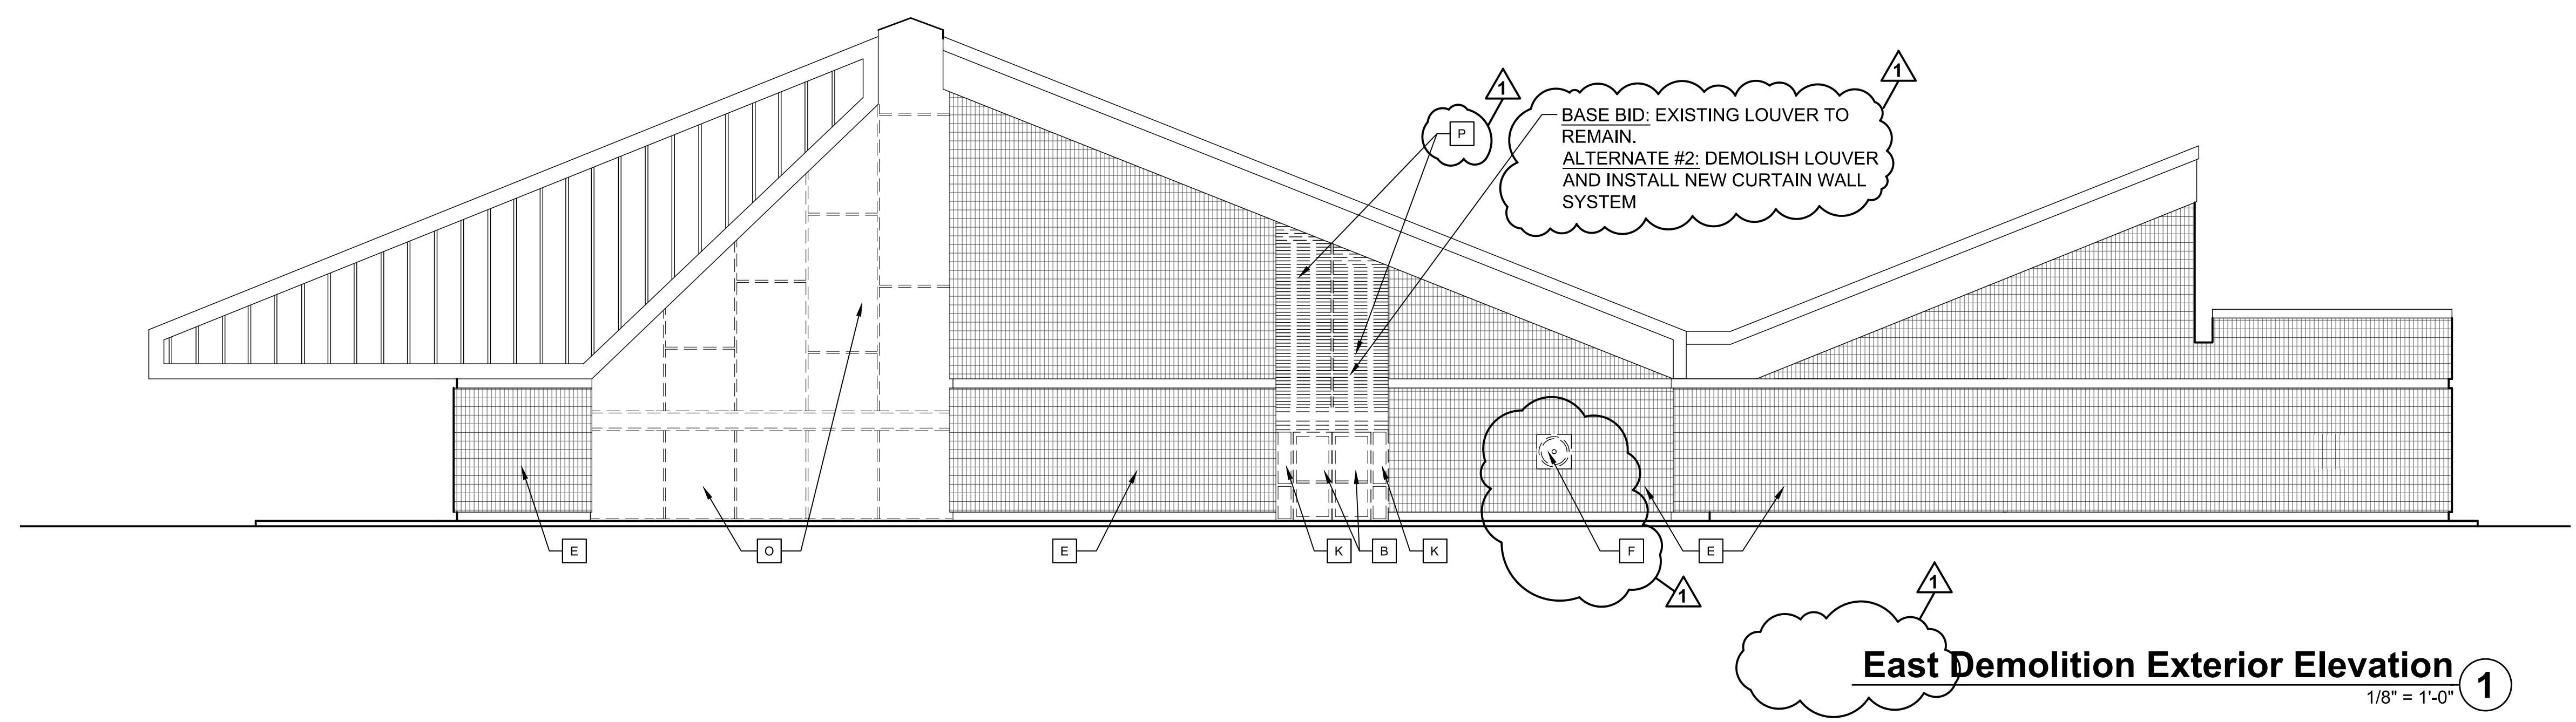 1
1
BASE BID: EXISTING LOUVER TO
REMAIN.
ALTERNATE #2: DEMOLISH LOUVER
AND INSTALL NEW CURTAIN WALL
SYSTEM
P
E
O
E
K
B
K
F
E
1
1
East Demolition Exterior Elevation
1/8" = 1'-0"
1